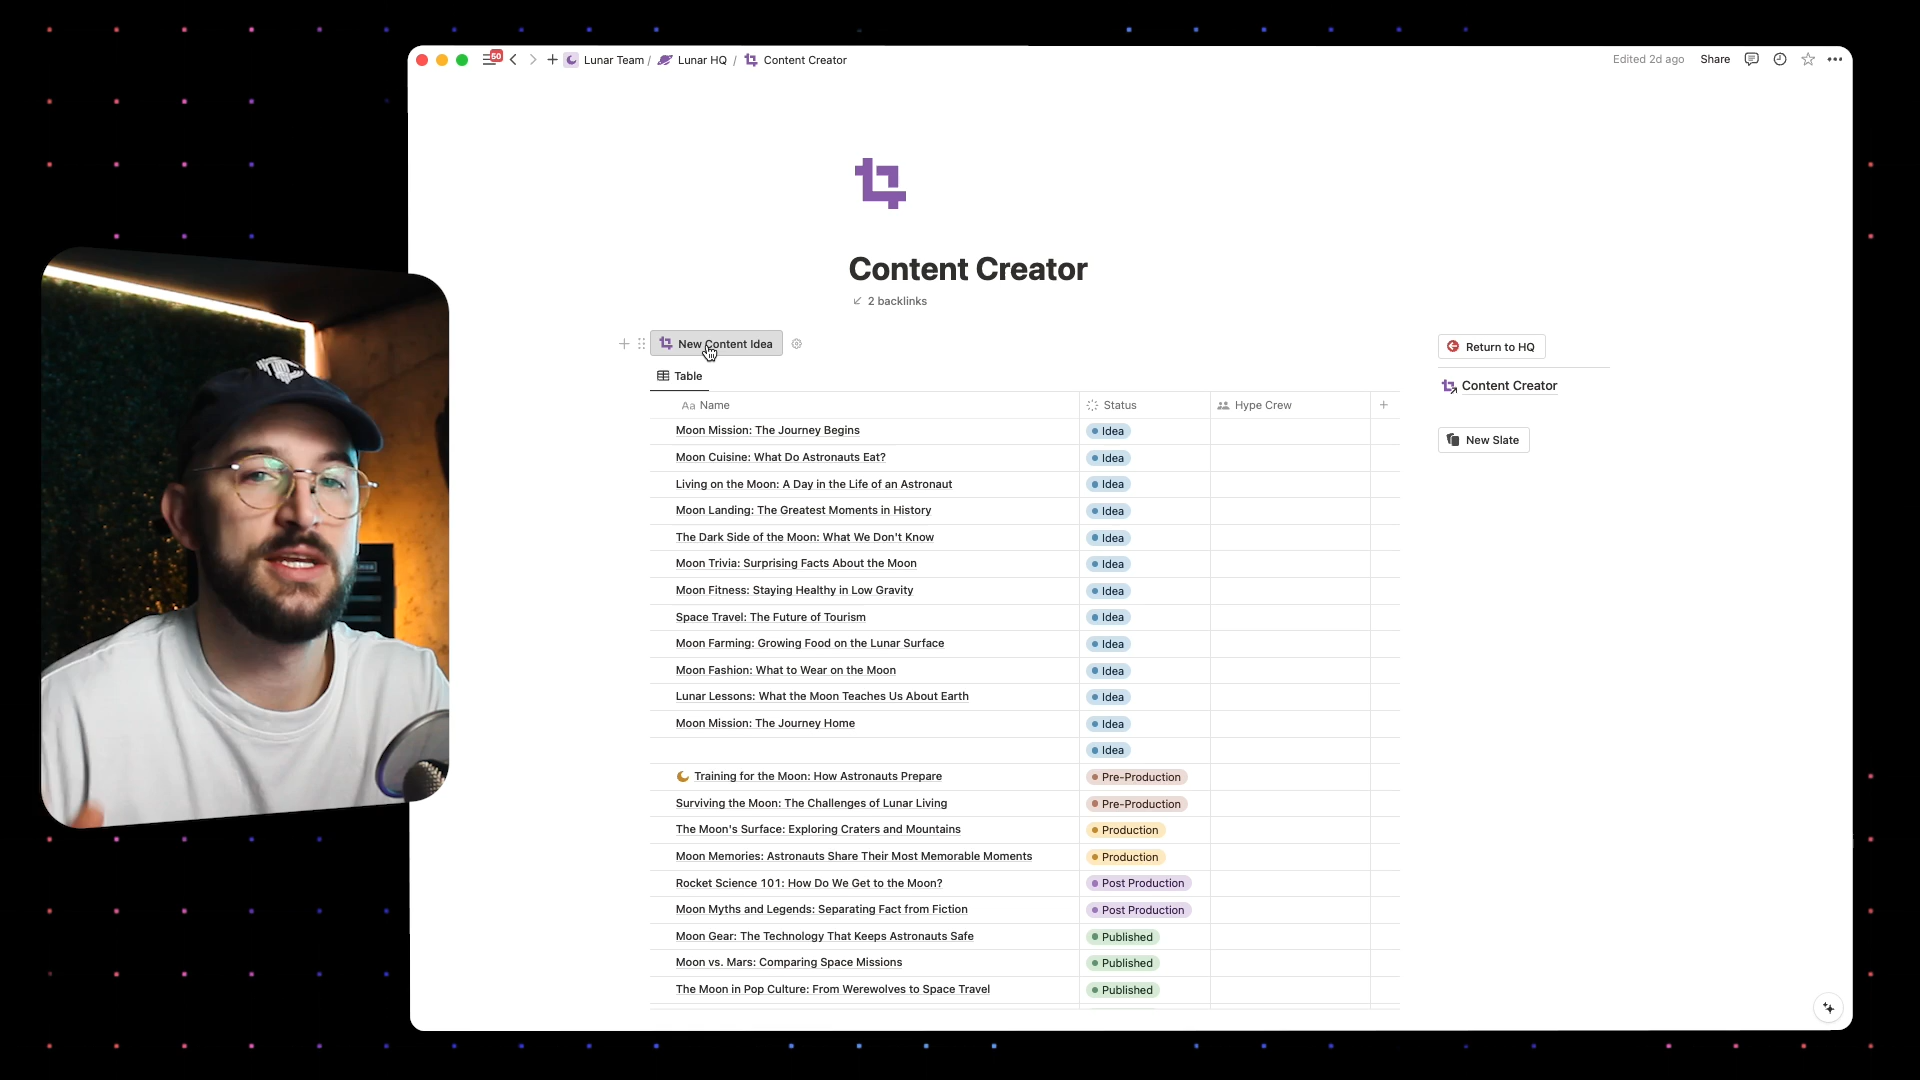 50
Lunar Team / Lunar HQ / Content Creator
Edited 2d ago Share
Content Creator
2 backlinks
New Content Idea
Return to HQ
Table
Content Creator
Aa Name Status Hype Crew
Moon Mission: The Journey Begins Idea
New Slate
Moon Cuisine: What Do Astronauts Eat? Idea
Living on the Moon: A Day in the Life of an Astronaut Idea
Moon Landing: The Greatest Moments in History Idea
The Dark Side of the Moon: What We Don't Know Idea
Moon Trivia: Surprising Facts About the Moon Idea
Moon Fitness: Staying Healthy in Low Gravity Idea
Space Travel: The Future of Tourism Idea
Moon Farming: Growing Food on the Lunar Surface Idea
Moon Fashion: What to Wear on the Moon Idea
Lunar Lessons: What the Moon Teaches Us About Earth Idea
Moon Mission: The Journey Home Idea
Idea
Training for the Moon: How Astronauts Prepare Pre-Production
Surviving the Moon: The Challenges of Lunar Living Pre-Production
The Moon's Surface: Exploring Craters and Mountains Production
Moon Memories: Astronauts Share Their Most Memorable Moments Production
Rocket Science 101: How Do We Get to the Moon? Post Production
Moon Myths and Legends: Separating Fact from Fiction Post Production
Moon Gear: The Technology That Keeps Astronauts Safe Published
Moon vs. Mars: Comparing Space Missions Published
The Moon in Pop Culture: From Werewolves to Space Travel Published